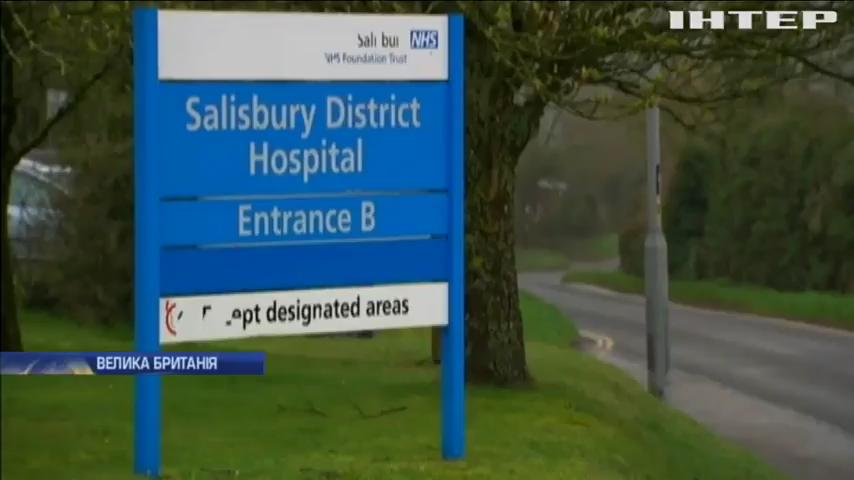 ІНТЕР
NHS
NHS Foundation Trust
Salisbury District
Hospital
Entrance B
designated areas
ВЕЛИКА БРИТАНІЯ